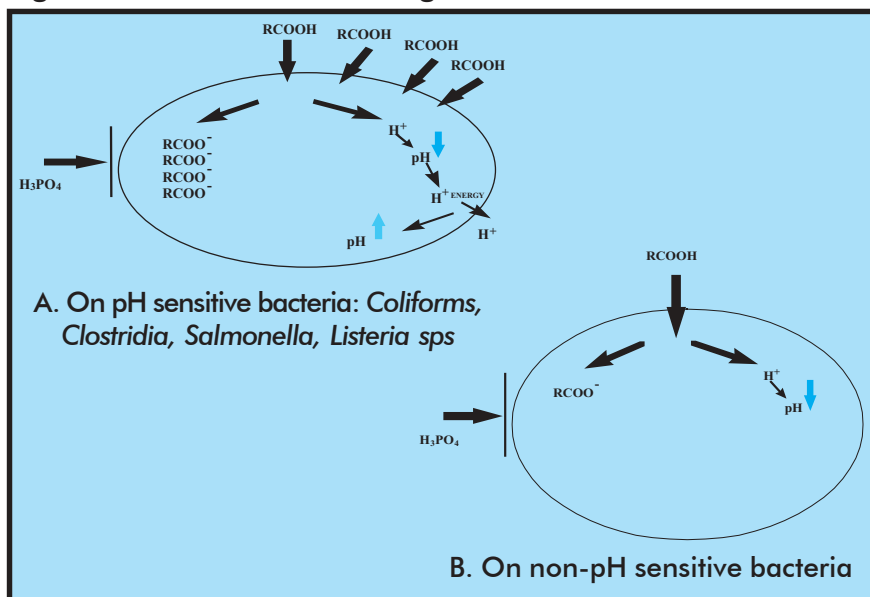 RCOOH
RCOOH
RCOOH
RCOOH
RCOO⁻
RCOO⁻
RCOO⁻
RCOO⁻
H⁺
pH
H⁺ ENERGY
H⁺
pH
H₃PO₄
A. On pH sensitive bacteria: Coliforms,
Clostridia, Salmonella, Listeria sps
RCOOH
RCOO⁻
H⁺
pH
H₃PO₄
B. On non-pH sensitive bacteria